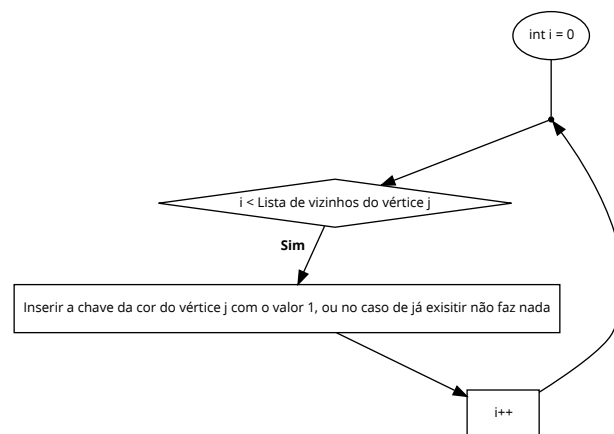 int i = 0
i < Lista de vizinhos do vértice j
Sim
Inserir a chave da cor do vértice j com o valor 1, ou no caso de já exisitir não faz nada
i++